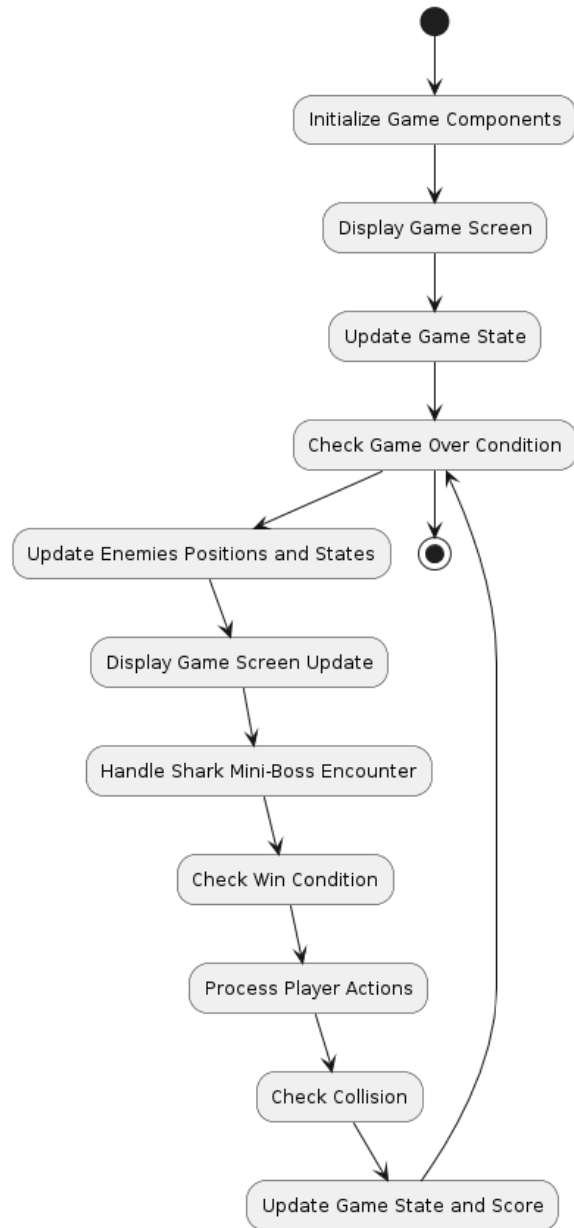 Initialize Game Components
Display Game Screen
Update Game State
Check Game Over Condition
Update Enemies Positions and States
Display Game Screen Update
Handle Shark Mini-Boss Encounter
Check Win Condition
Process Player Actions
Check Collision
Update Game State and Score